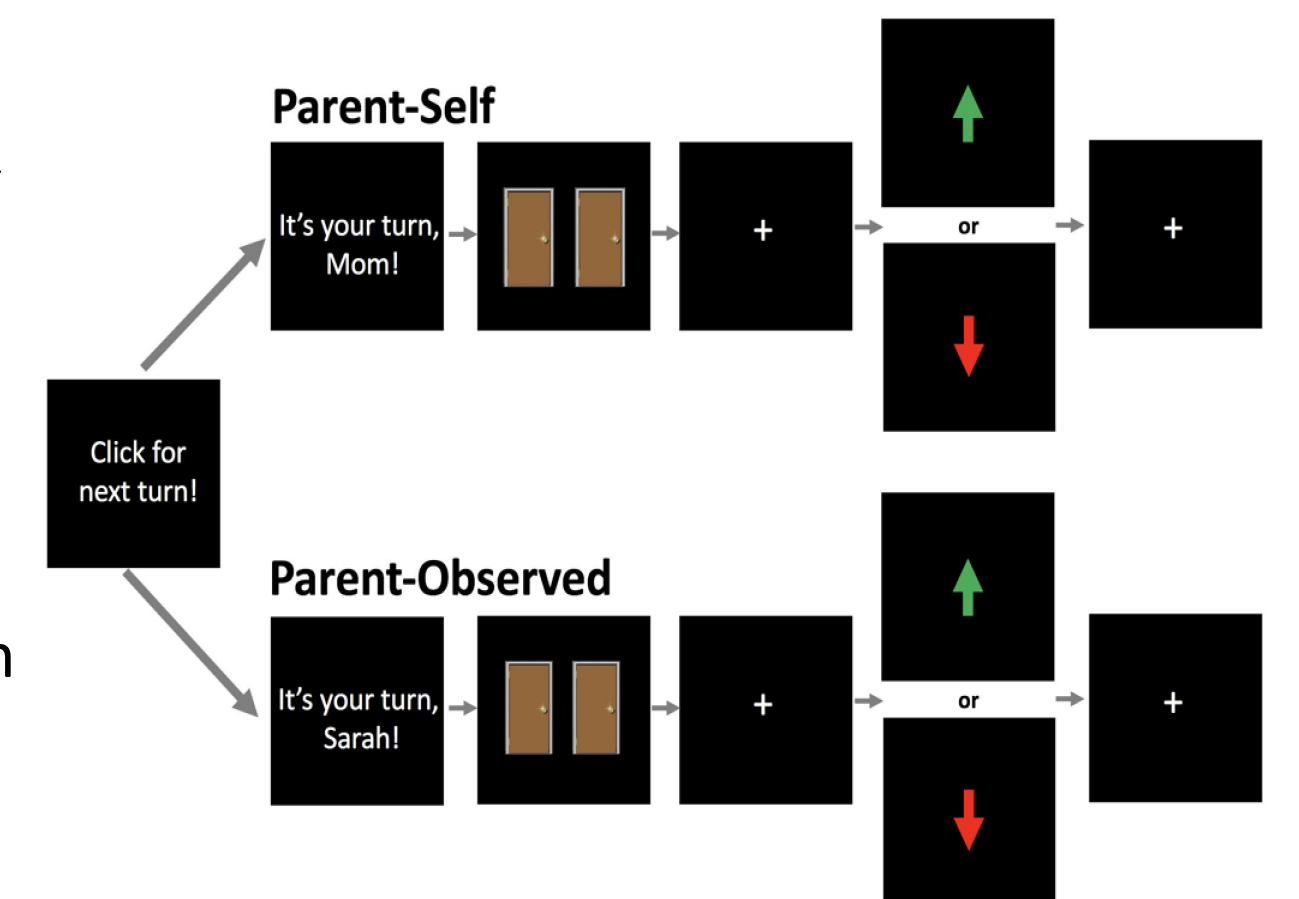 Parent-Self
It's your turn,
Mom!
+
or
+
Click for
next turn!
Parent-Observed
It's your turn,
Sarah!
+
or
+
n